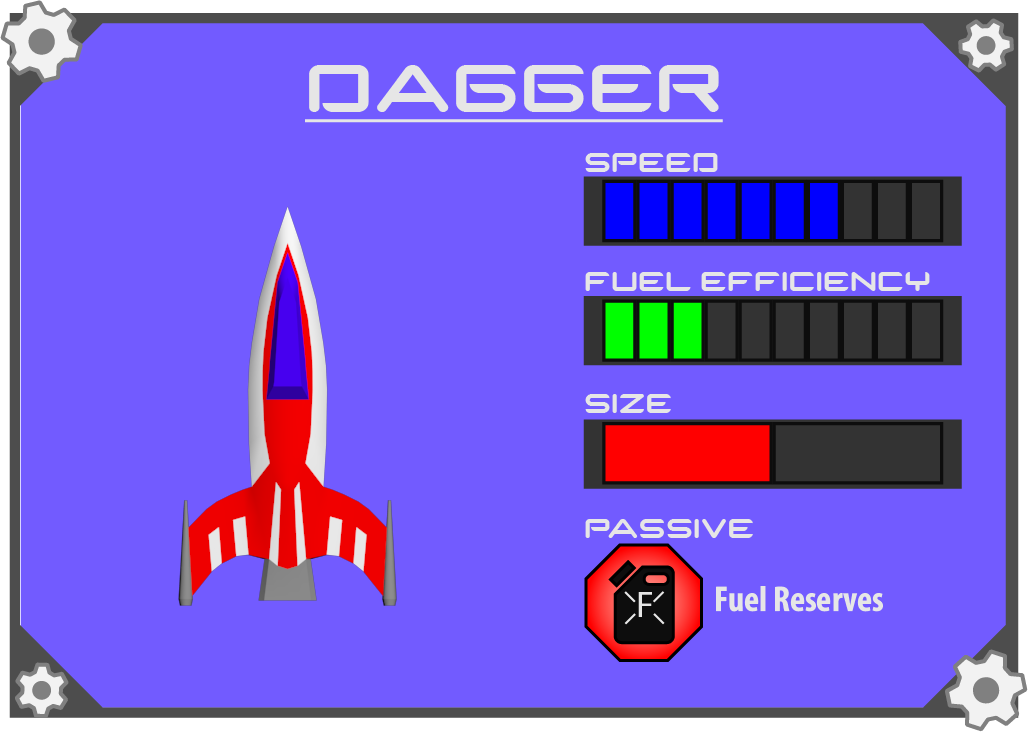 DAGGER
SPEED
FUEL EFFICIENCY
SIZE
PASSIVE
F
Fuel Reserves